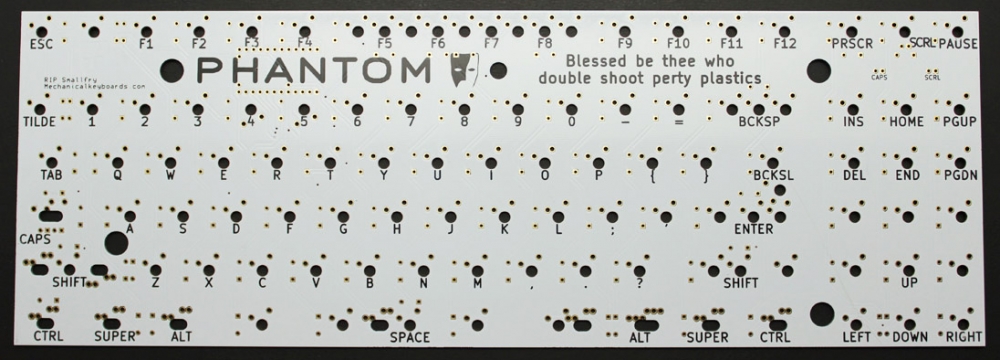 ESC F1 F2 F3 F4 F5 F6 F7 F8 F9 F10 F11 F12 PRSCR SCRL PAUSE
PHANTOM
Blessed be thee who
double shoot perty plastics
RIP Smallfry
Mechanicalkeyboards com
CAPS SCRL
TILDE 1 2 3 4 5 6 7 8 9 0 - = BCKSP INS HOME PGUP
TAB Q W E R T Y U I O P { } BCKSL DEL END PGDN
CAPS A S D F G H J K L ; ' ENTER
SHIFT Z X C V B N M , . ? SHIFT UP
CTRL SUPER ALT SPACE ALT SUPER CTRL LEFT DOWN RIGHT